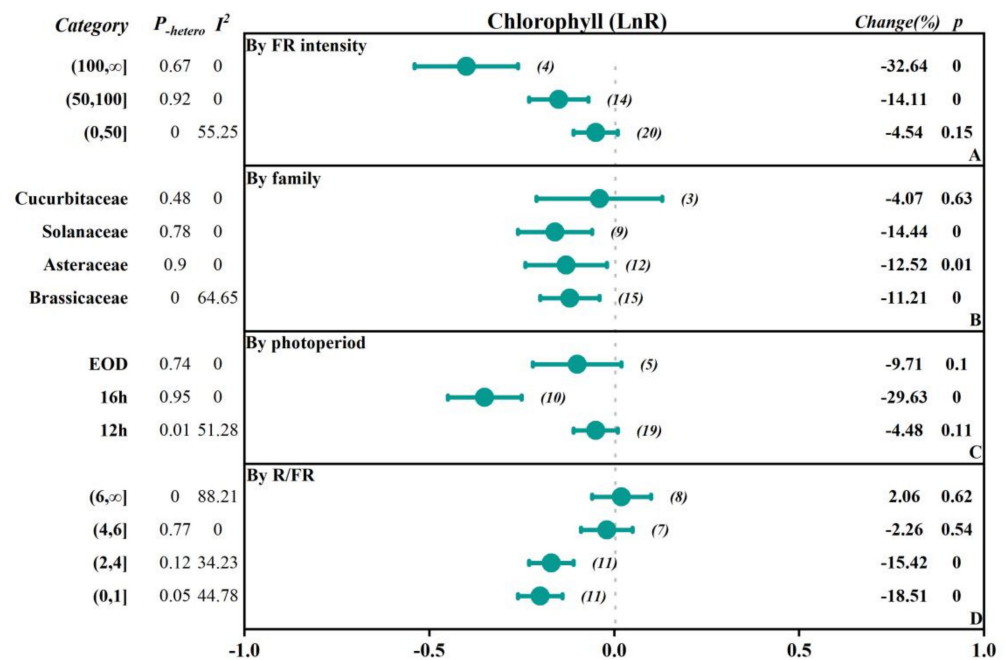 Category P-hetero I² Chlorophyll (LnR) Change(%) p
By FR intensity
(100,∞] 0.67 0 (4) -32.64 0
(50,100] 0.92 0 (14) -14.11 0
(0,50] 0 55.25 (20) -4.54 0.15
A
By family
Cucurbitaceae 0.48 0 (3) -4.07 0.63
Solanaceae 0.78 0 (9) -14.44 0
Asteraceae 0.9 0 (12) -12.52 0.01
Brassicaceae 0 64.65 (15) -11.21 0
B
By photoperiod
EOD 0.74 0 (5) -9.71 0.1
16h 0.95 0 (10) -29.63 0
12h 0.01 51.28 (19) -4.48 0.11
C
By R/FR
(6,∞] 0 88.21 (8) 2.06 0.62
(4,6] 0.77 0 (7) -2.26 0.54
(2,4] 0.12 34.23 (11) -15.42 0
(0,1] 0.05 44.78 (11) -18.51 0
D
-1.0 -0.5 0.0 0.5 1.0